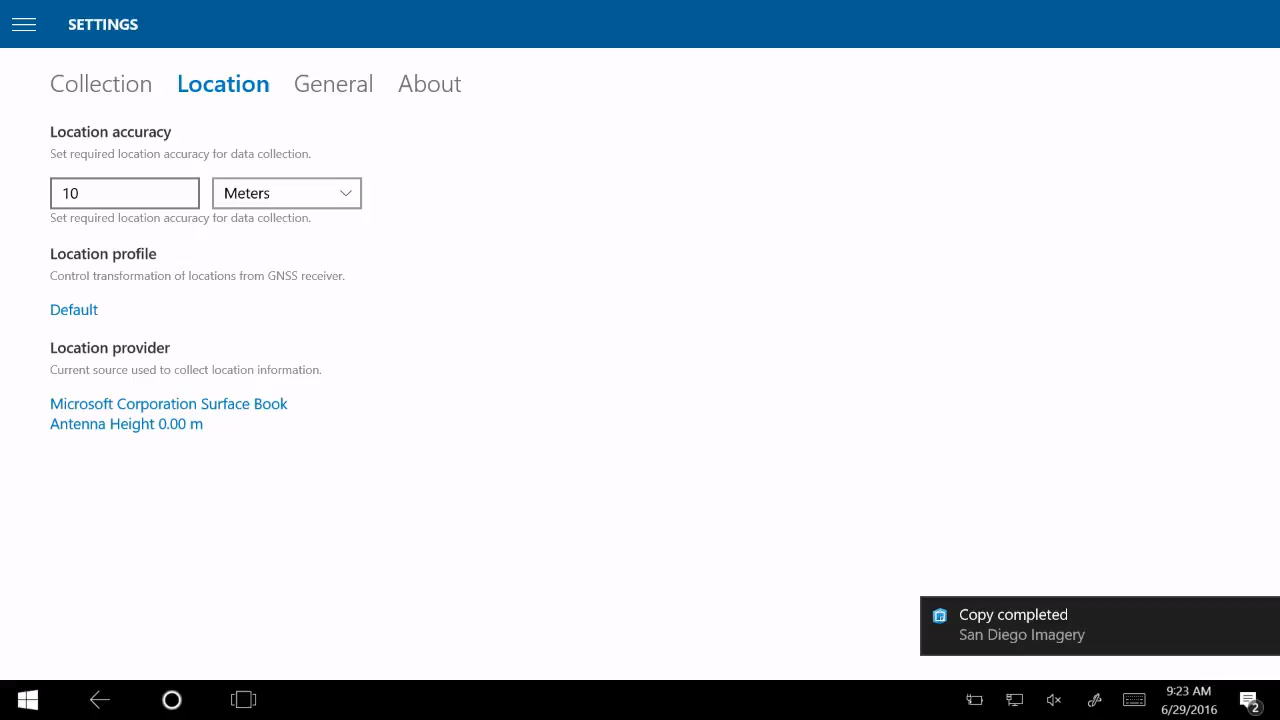 SETTINGS
Collection Location General About
Location accuracy
Set required location accuracy for data collection.
10 Meters
Set required location accuracy for data collection.
Location profile
Control transformation of locations from GNSS receiver.
Default
Location provider
Current source used to collect location information.
Microsoft Corporation Surface Book
Antenna Height 0.00 m
Copy completed
San Diego Imagery
9:23 AM
6/29/2016
2